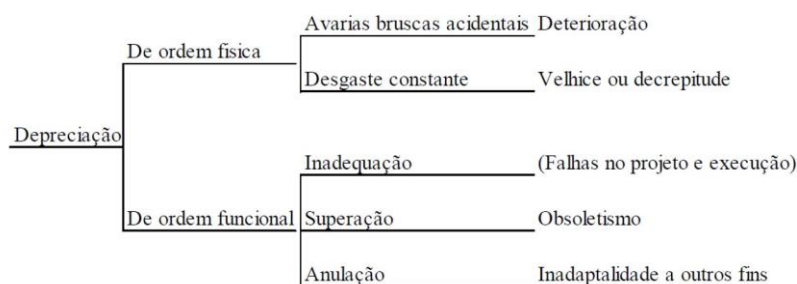 Avarias bruscas acidentais Deterioração
De ordem física
Desgaste constante Velhice ou decrepitude
Depreciação
Inadequação (Falhas no projeto e execução)
De ordem funcional Superação Obsoletismo
Anulação Inadaptalidade a outros fins